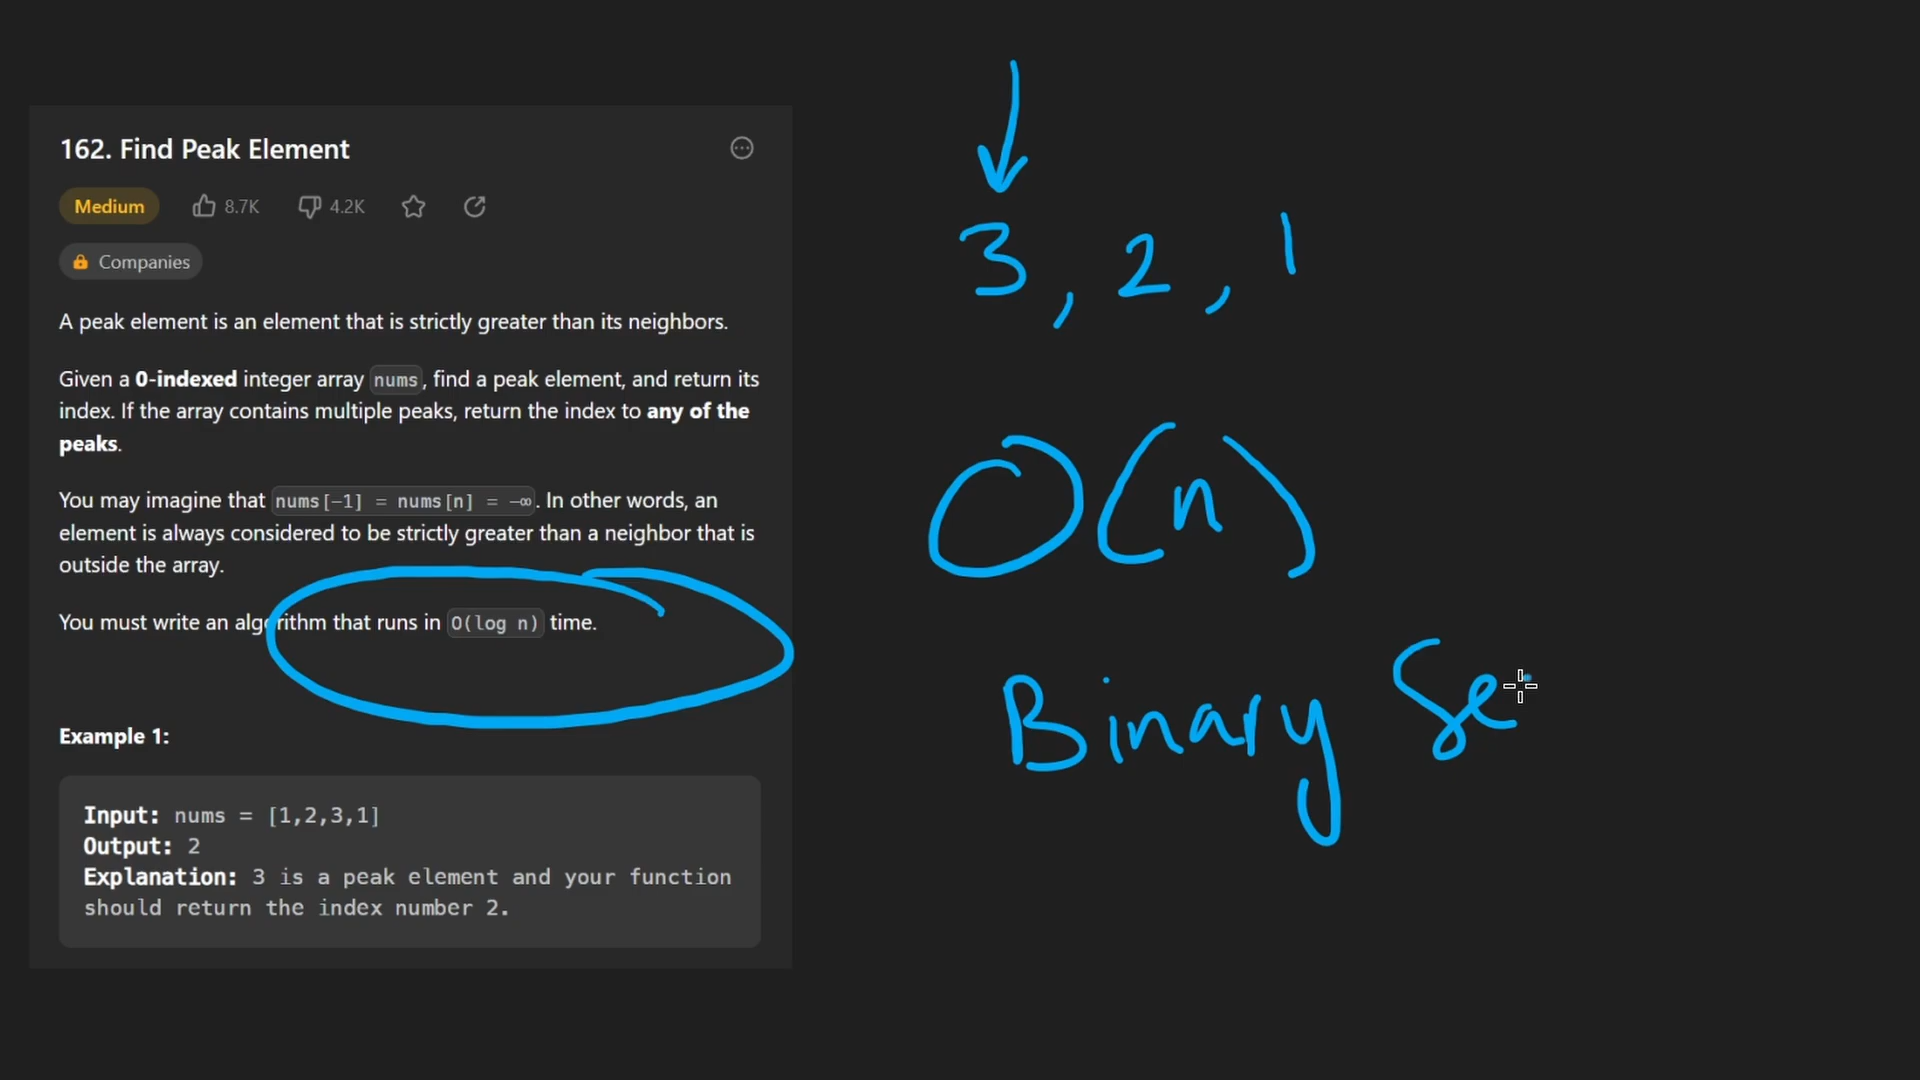 162. Find Peak Element
Medium 8.7K 4.2K
Companies
A peak element is an element that is strictly greater than its neighbors.
Given a 0-indexed integer array nums, find a peak element, and return its
index. If the array contains multiple peaks, return the index to any of the
peaks.
You may imagine that nums[-1] = nums[n] = -∞. In other words, an
element is always considered to be strictly greater than a neighbor that is
outside the array.
You must write an algorithm that runs in O(log n) time.
Example 1:
Input: nums = [1,2,3,1]
Output: 2
Explanation: 3 is a peak element and your function
should return the index number 2.
3, 2, 1
O(n)
Binary Se